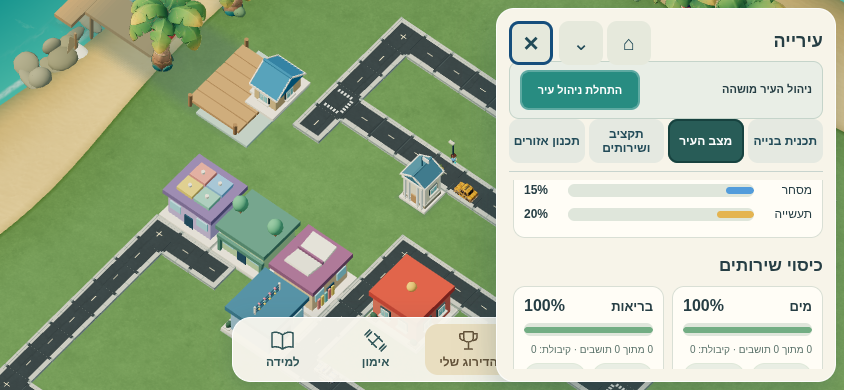 עירייה
ניהול העיר מושהה
התחלת ניהול עיר
תכנית בנייה
מצב העיר
תקציב
ושירותים
תכנון אזורים
מסחר
15%
תעשייה
20%
כיסוי שירותים
מים
100%
0 מתוך 0 תושבים · קיבולת: 0
בריאות
100%
0 מתוך 0 תושבים · קיבולת: 0
הדירוג שלי
אימון
למידה